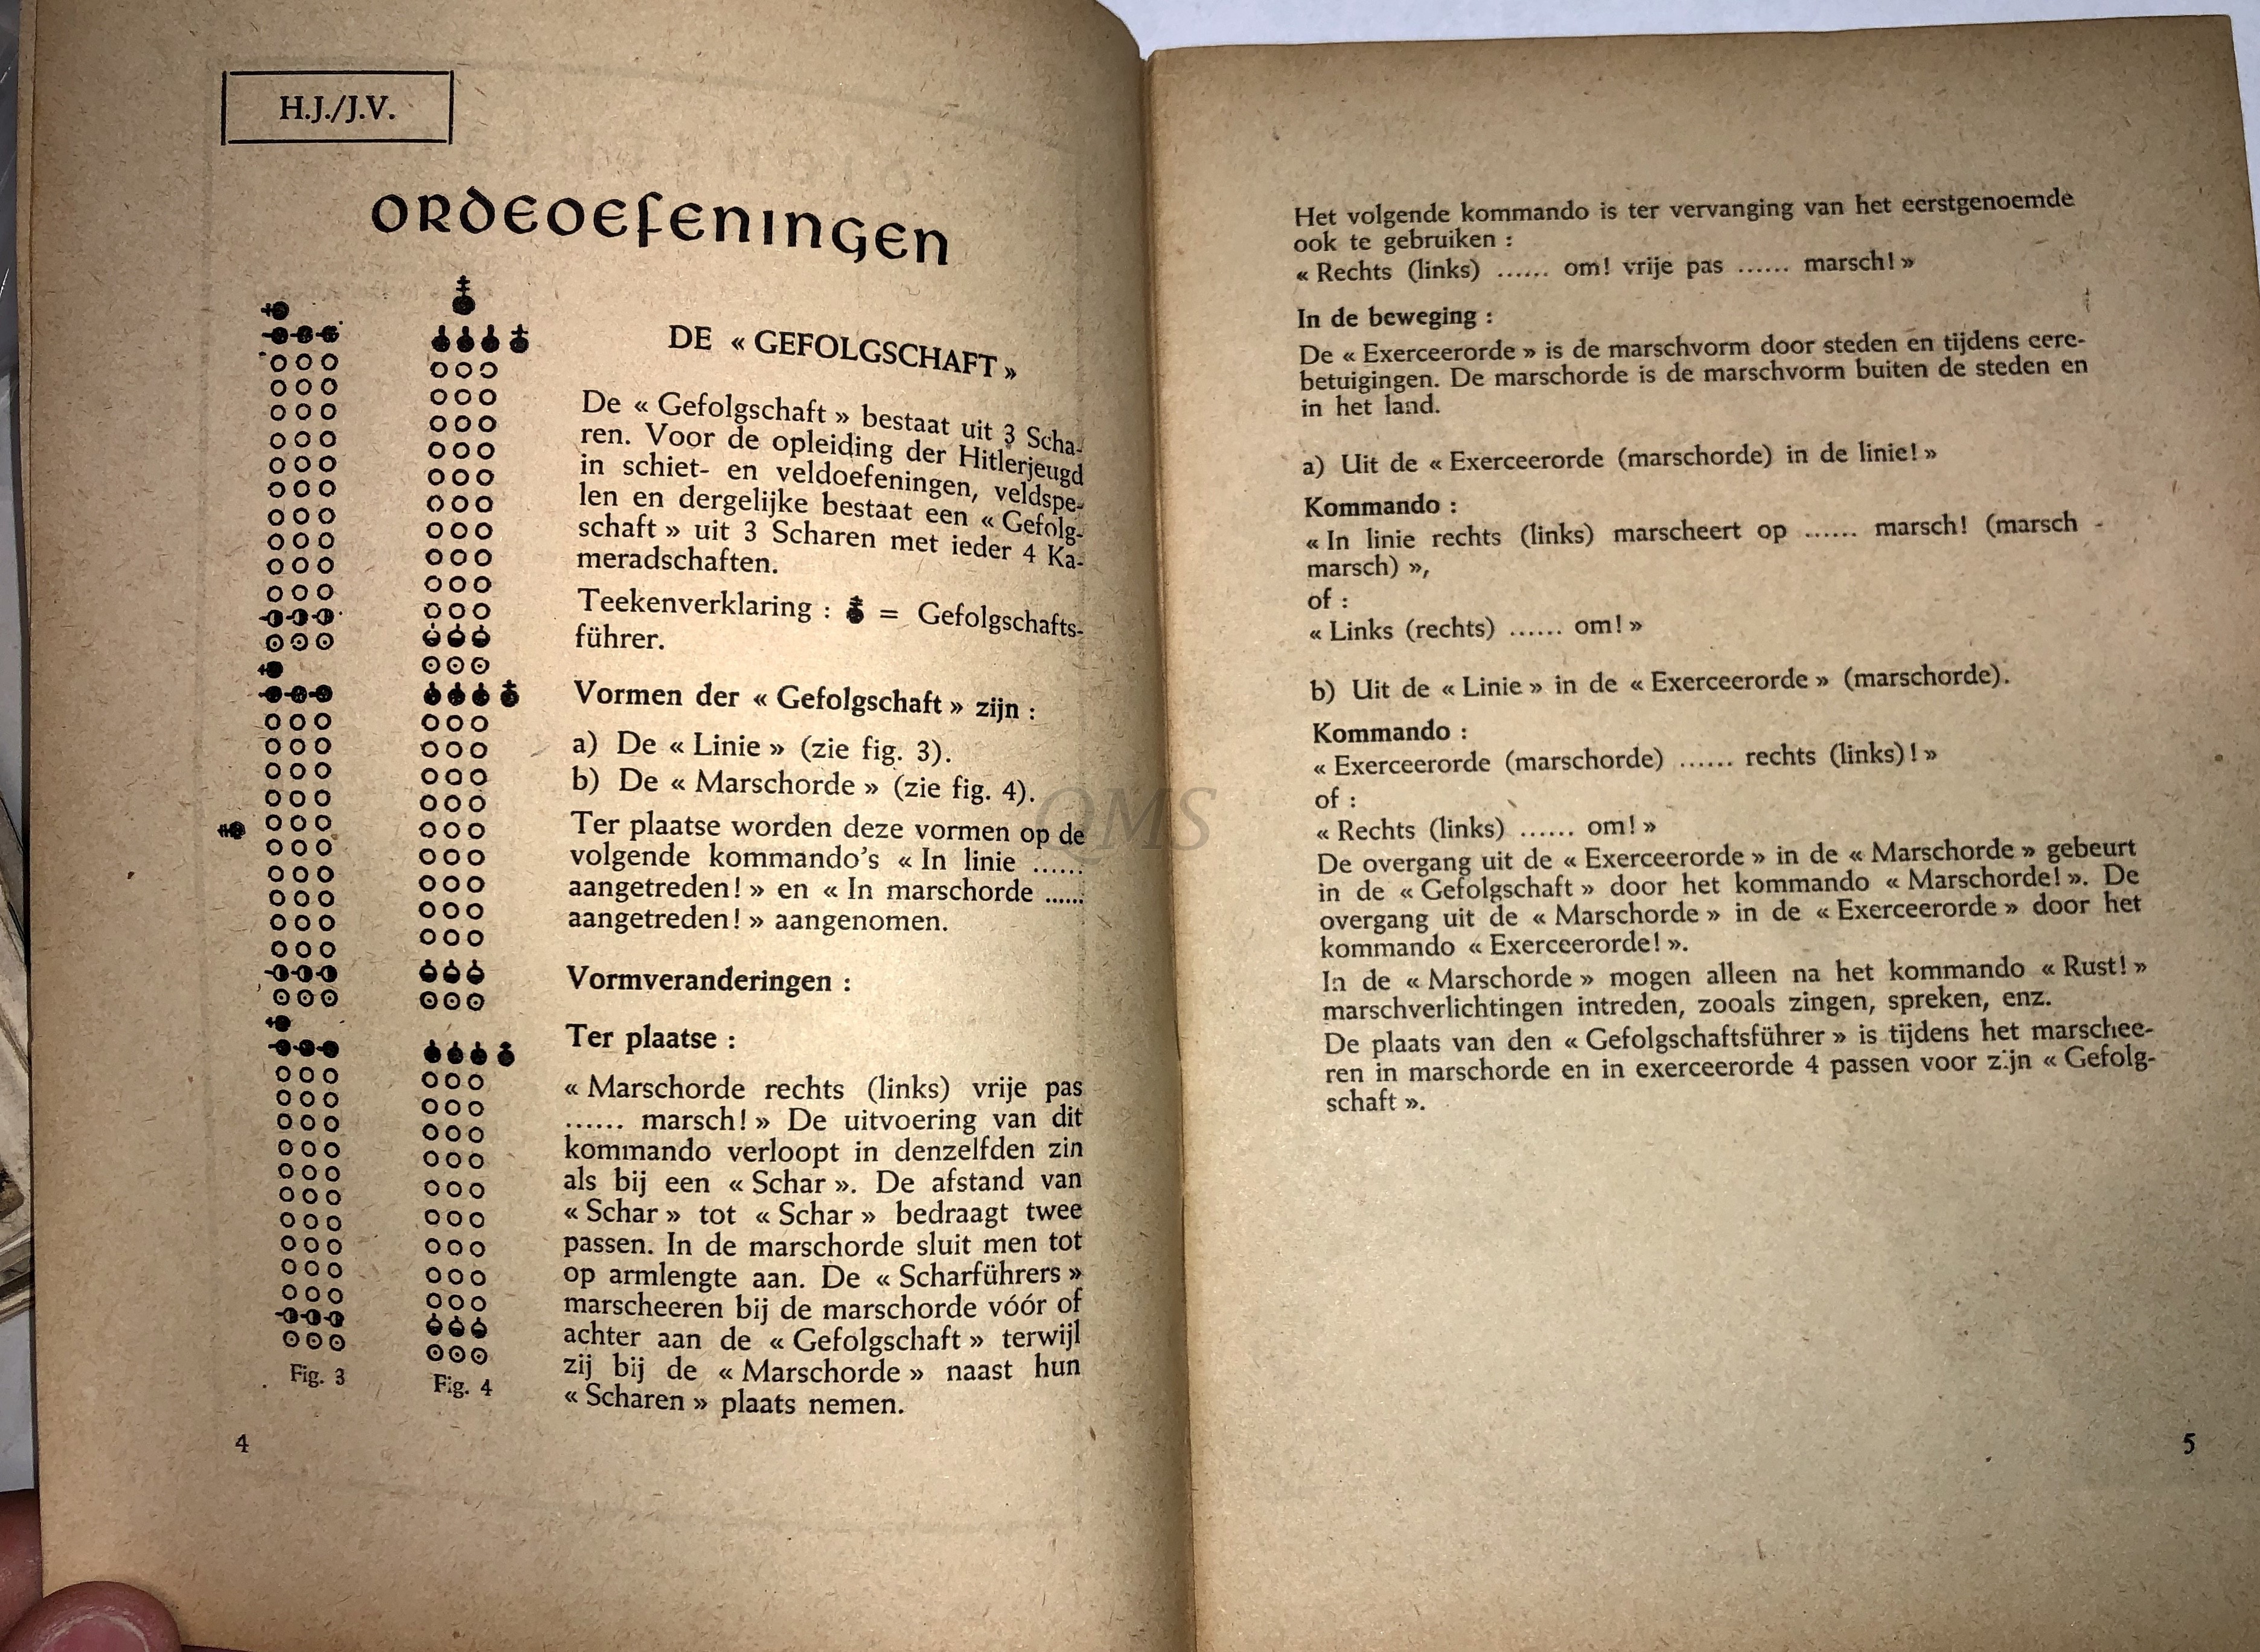 H.J./J.V.
ORDEOEFENINGEN
DE « GEFOLGSCHAFT »
De « Gefolgschaft » bestaat uit 3 Scha-
ren. Voor de opleiding der Hitlerjeugd
in schiet- en veldoefeningen, veldspe-
len en dergelijke bestaat een « Gefolg-
schaft » uit 3 Scharen met ieder 4 Ka-
meradschaften.
Teekenverklaring : = Gefolgschafts-
führer.
Vormen der « Gefolgschaft » zijn :
a) De « Linie » (zie fig. 3).
b) De « Marschorde » (zie fig. 4).
Ter plaatse worden deze vormen op de
volgende kommando's « In linie ......
aangetreden! » en « In marschorde ......
aangetreden! » aangenomen.
Vormveranderingen :
Ter plaatse :
« Marschorde rechts (links) vrije pas
...... marsch! » De uitvoering van dit
kommando verloopt in denzelfden zin
als bij een « Schar ». De afstand van
« Schar » tot « Schar » bedraagt twee
passen. In de marschorde sluit men tot
op armlengte aan. De « Scharführers »
marscheeren bij de marschorde vóór of
achter aan de « Gefolgschaft » terwijl
zij bij de « Marschorde » naast hun
« Scharen » plaats nemen.
Fig. 3
Fig. 4
4
Het volgende kommando is ter vervanging van het eerstgenoemde
ook te gebruiken :
« Rechts (links) ...... om! vrije pas ...... marsch! »
In de beweging :
De « Exerceerorde » is de marschvorm door steden en tijdens eere-
betuigingen. De marschorde is de marschvorm buiten de steden en
in het land.
a) Uit de « Exerceerorde (marschorde) in de linie! »
Kommando :
« In linie rechts (links) marscheert op ...... marsch! (marsch -
marsch) »,
of :
« Links (rechts) ...... om! »
b) Uit de « Linie » in de « Exerceerorde » (marschorde).
Kommando :
« Exerceerorde (marschorde) ...... rechts (links)! »
of :
« Rechts (links) ...... om! »
De overgang uit de « Exerceerorde » in de « Marschorde » gebeurt
in de « Gefolgschaft » door het kommando « Marschorde! ». De
overgang uit de « Marschorde » in de « Exerceerorde » door het
kommando « Exerceerorde! ».
In de « Marschorde » mogen alleen na het kommando « Rust! »
marschverlichtingen intreden, zooals zingen, spreken, enz.
De plaats van den « Gefolgschaftsführer » is tijdens het marschee-
ren in marschorde en in exerceerorde 4 passen voor zijn « Gefolg-
schaft ».
5
QMS